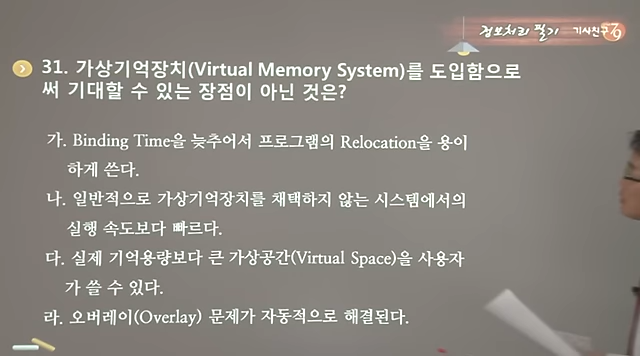 정보처리 필기 기사친구
31. 가상기억장치(Virtual Memory System)를 도입함으로
써 기대할 수 있는 장점이 아닌 것은?
가. Binding Time을 늦추어서 프로그램의 Relocation을 용이
하게 쓴다.
나. 일반적으로 가상기억장치를 채택하지 않는 시스템에서의
실행 속도보다 빠르다.
다. 실제 기억용량보다 큰 가상공간(Virtual Space)을 사용자
가 쓸 수 있다.
라. 오버레이(Overlay) 문제가 자동적으로 해결된다.